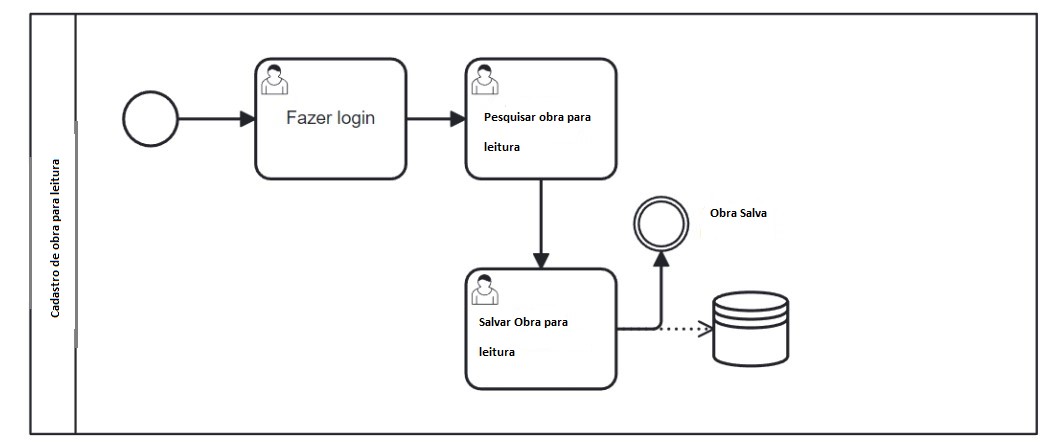 Cadastro de obra para leitura
Fazer login
Pesquisar obra para
leitura
Obra Salva
Salvar Obra para
leitura